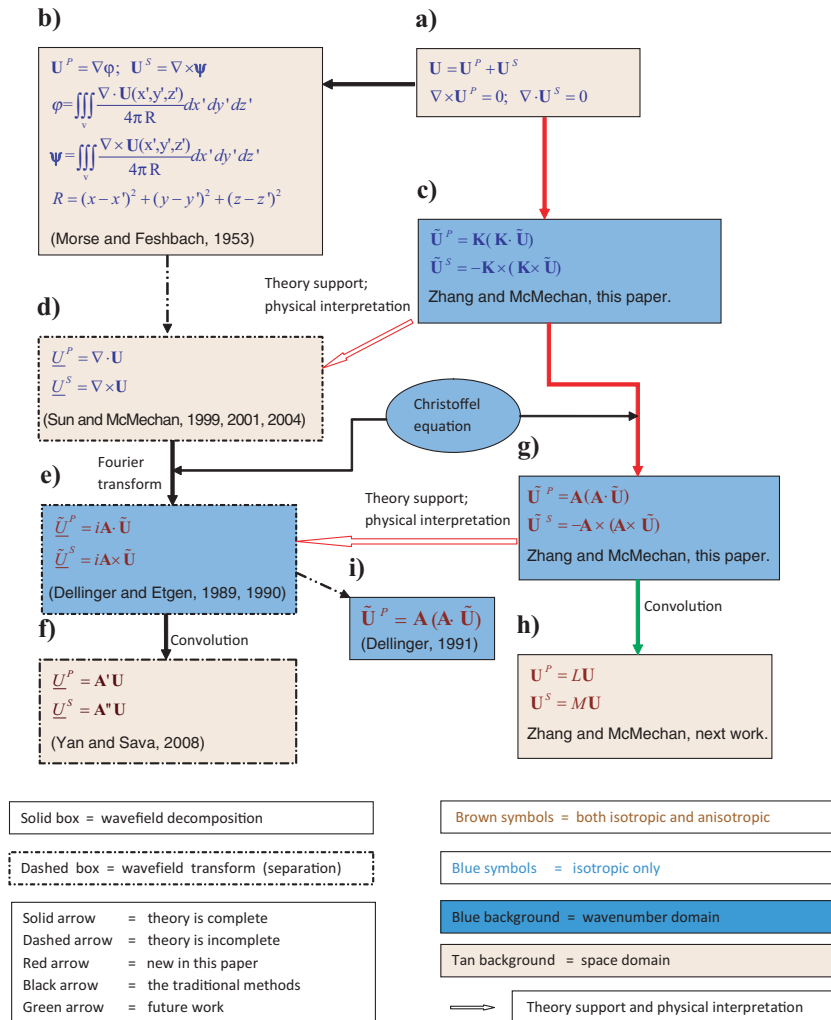 b)
a)
U^P = ∇φ; U^S = ∇×ψ
φ=∭_v ∇·U(x',y',z') / 4πR dx'dy'dz'
ψ=∭_v ∇×U(x',y',z') / 4πR dx'dy'dz'
R = (x−x')² + (y−y')² + (z−z')²
(Morse and Feshbach, 1953)
U = U^P + U^S
∇×U^P = 0; ∇·U^S = 0
c)
Ũ^P = K(K·Ũ)
Ũ^S = −K×(K×Ũ)
Zhang and McMechan, this paper.
Theory support;
physical interpretation
d)
U^P = ∇·U
U^S = ∇×U
(Sun and McMechan, 1999, 2001, 2004)
Christoffel
equation
Fourier
transform
e)
Ũ^P = iA·Ũ
Ũ^S = iA×Ũ
(Dellinger and Etgen, 1989, 1990)
Theory support;
physical interpretation
g)
Ũ^P = A(A·Ũ)
Ũ^S = −A×(A×Ũ)
Zhang and McMechan, this paper.
i)
Ũ^P = A(A·Ũ)
(Dellinger, 1991)
f)
Convolution
U^P = A'U
U^S = A"U
(Yan and Sava, 2008)
Convolution
h)
U^P = LU
U^S = MU
Zhang and McMechan, next work.
Solid box = wavefield decomposition
Dashed box = wavefield transform (separation)
Solid arrow = theory is complete
Dashed arrow = theory is incomplete
Red arrow = new in this paper
Black arrow = the traditional methods
Green arrow = future work
Brown symbols = both isotropic and anisotropic
Blue symbols = isotropic only
Blue background = wavenumber domain
Tan background = space domain
Theory support and physical interpretation